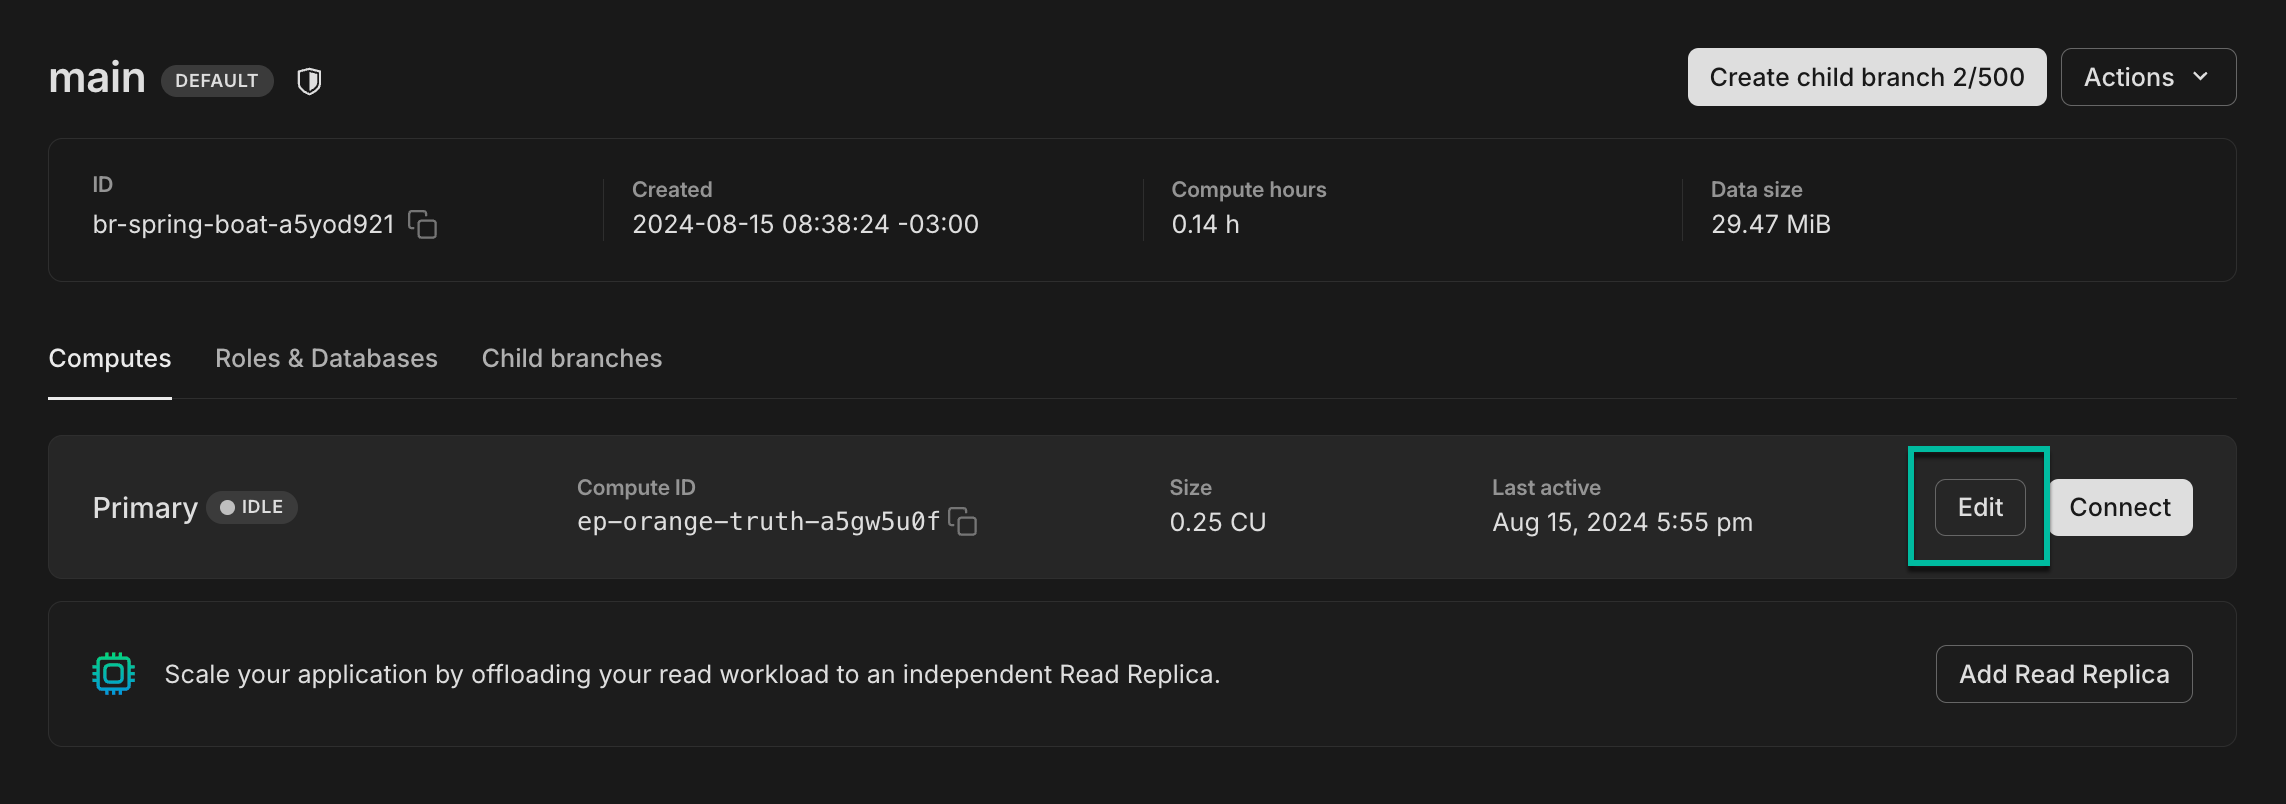 main DEFAULT
Create child branch 2/500
Actions
ID
br-spring-boat-a5yod921
Created
2024-08-15 08:38:24 -03:00
Compute hours
0.14 h
Data size
29.47 MiB
Computes
Roles & Databases
Child branches
Primary IDLE
Compute ID
ep-orange-truth-a5gw5u0f
Size
0.25 CU
Last active
Aug 15, 2024 5:55 pm
Edit
Connect
Scale your application by offloading your read workload to an independent Read Replica.
Add Read Replica